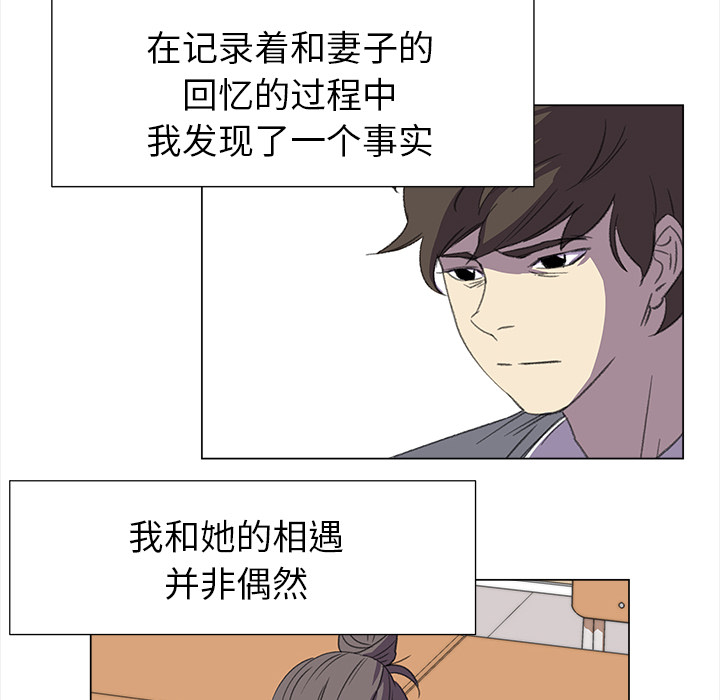 在记录着和妻子的
回忆的过程中
我发现了一个事实
我和她的相遇
并非偶然